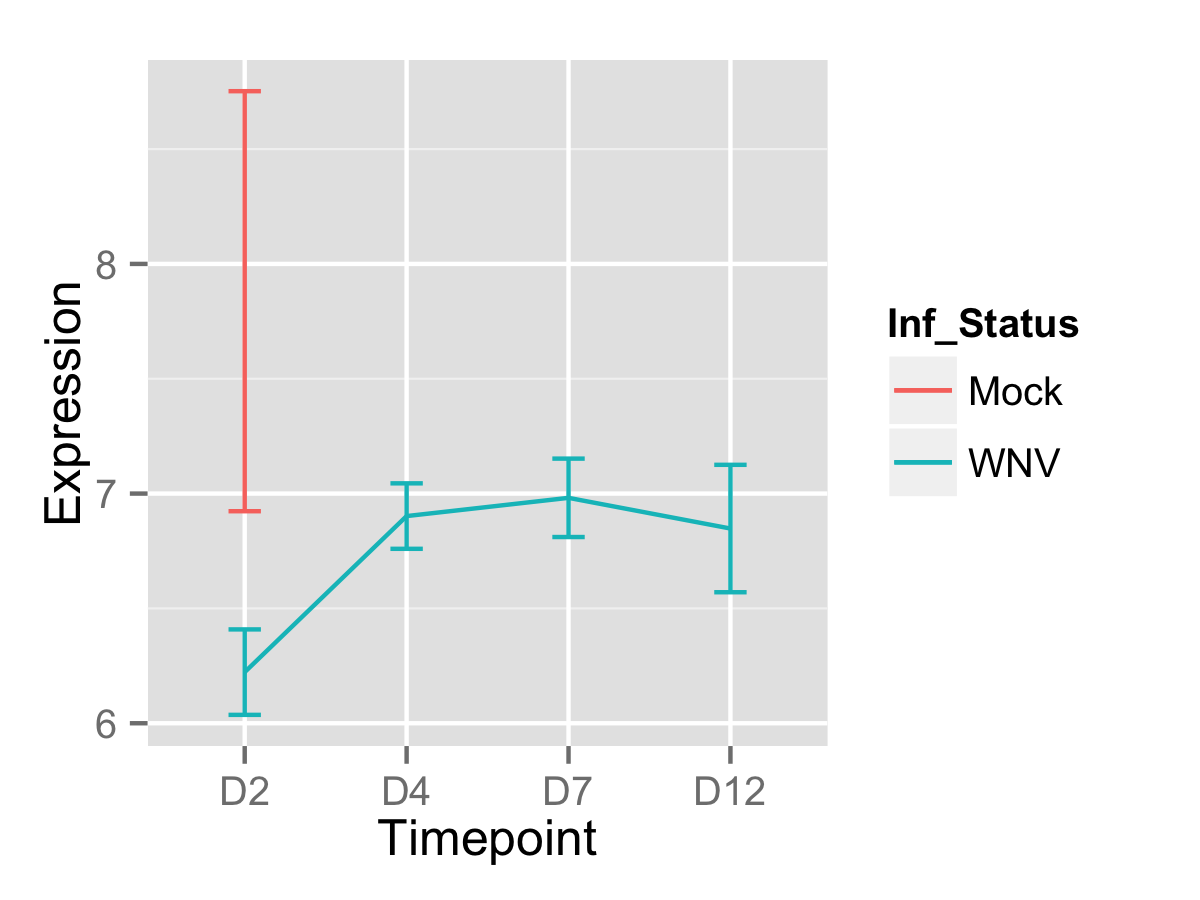 Expression
8
7
6
D2 D4 D7 D12
Timepoint
Inf_Status
Mock
WNV